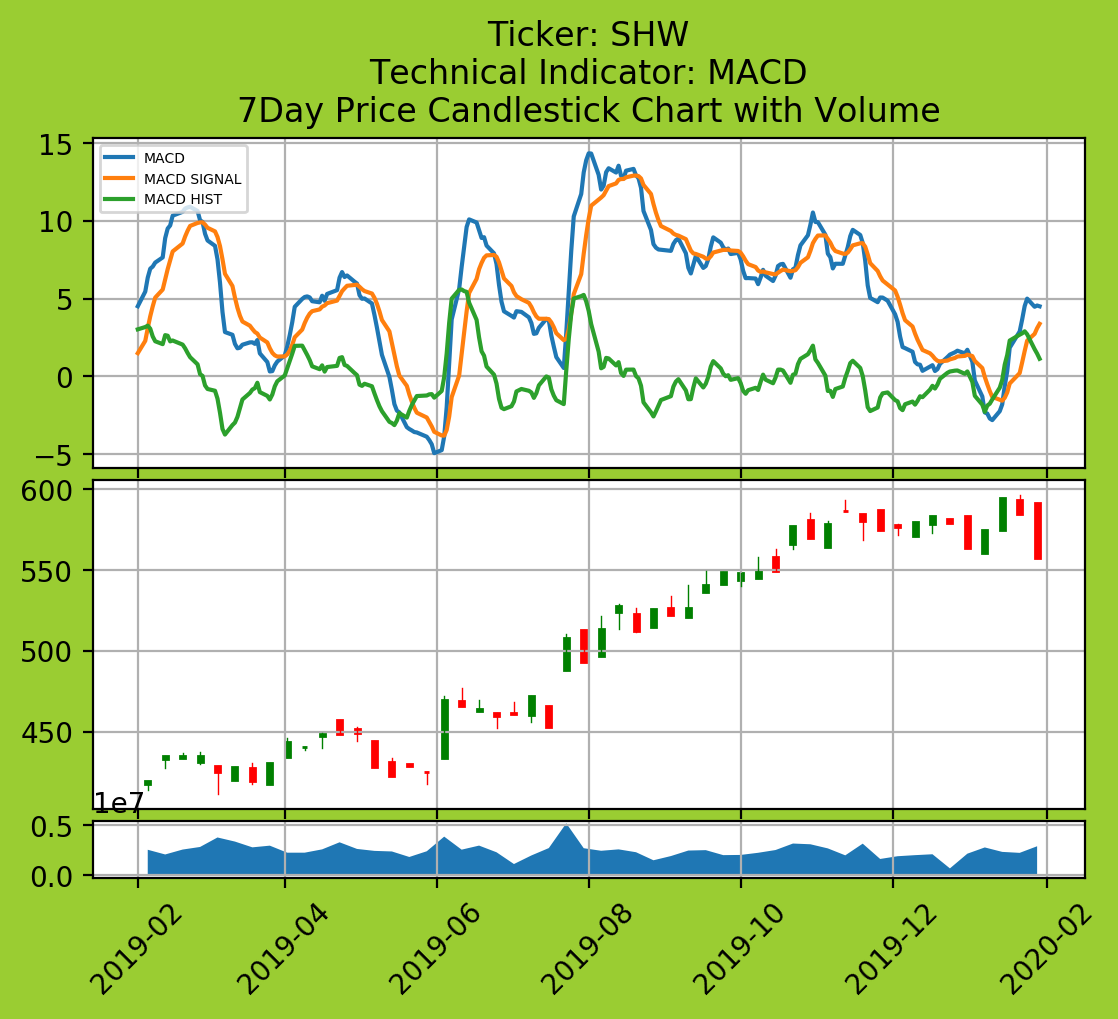 Ticker: SHW
Technical Indicator: MACD
7Day Price Candlestick Chart with Volume
15
10
5
0
−5
MACD
MACD SIGNAL
MACD HIST
600
550
500
450
1e7
0.5
0.0
2019-02
2019-04
2019-06
2019-08
2019-10
2019-12
2020-02